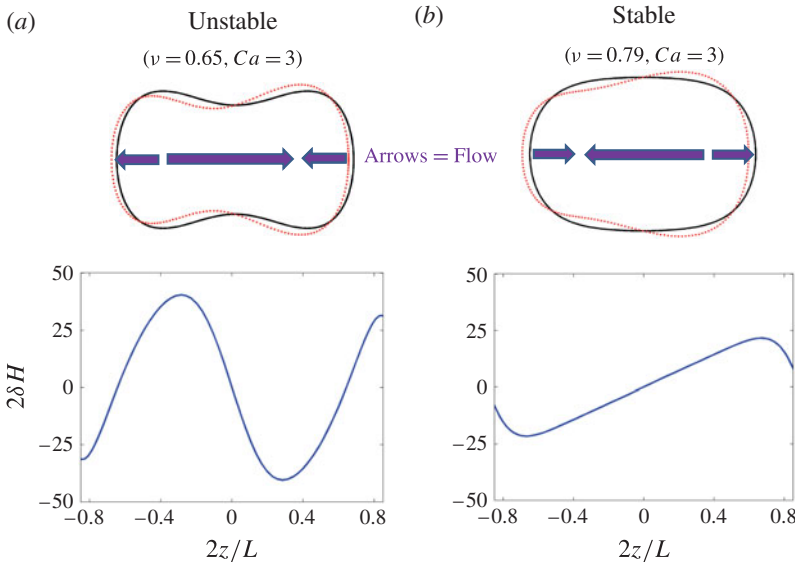 (a)
Unstable
(ν = 0.65, Ca = 3)
(b)
Stable
(ν = 0.79, Ca = 3)
Arrows = Flow
50
25
0
−25
−50
2δH
−0.8
−0.4
0
0.4
0.8
2z/L
50
25
0
−25
−50
−0.8
−0.4
0
0.4
0.8
2z/L